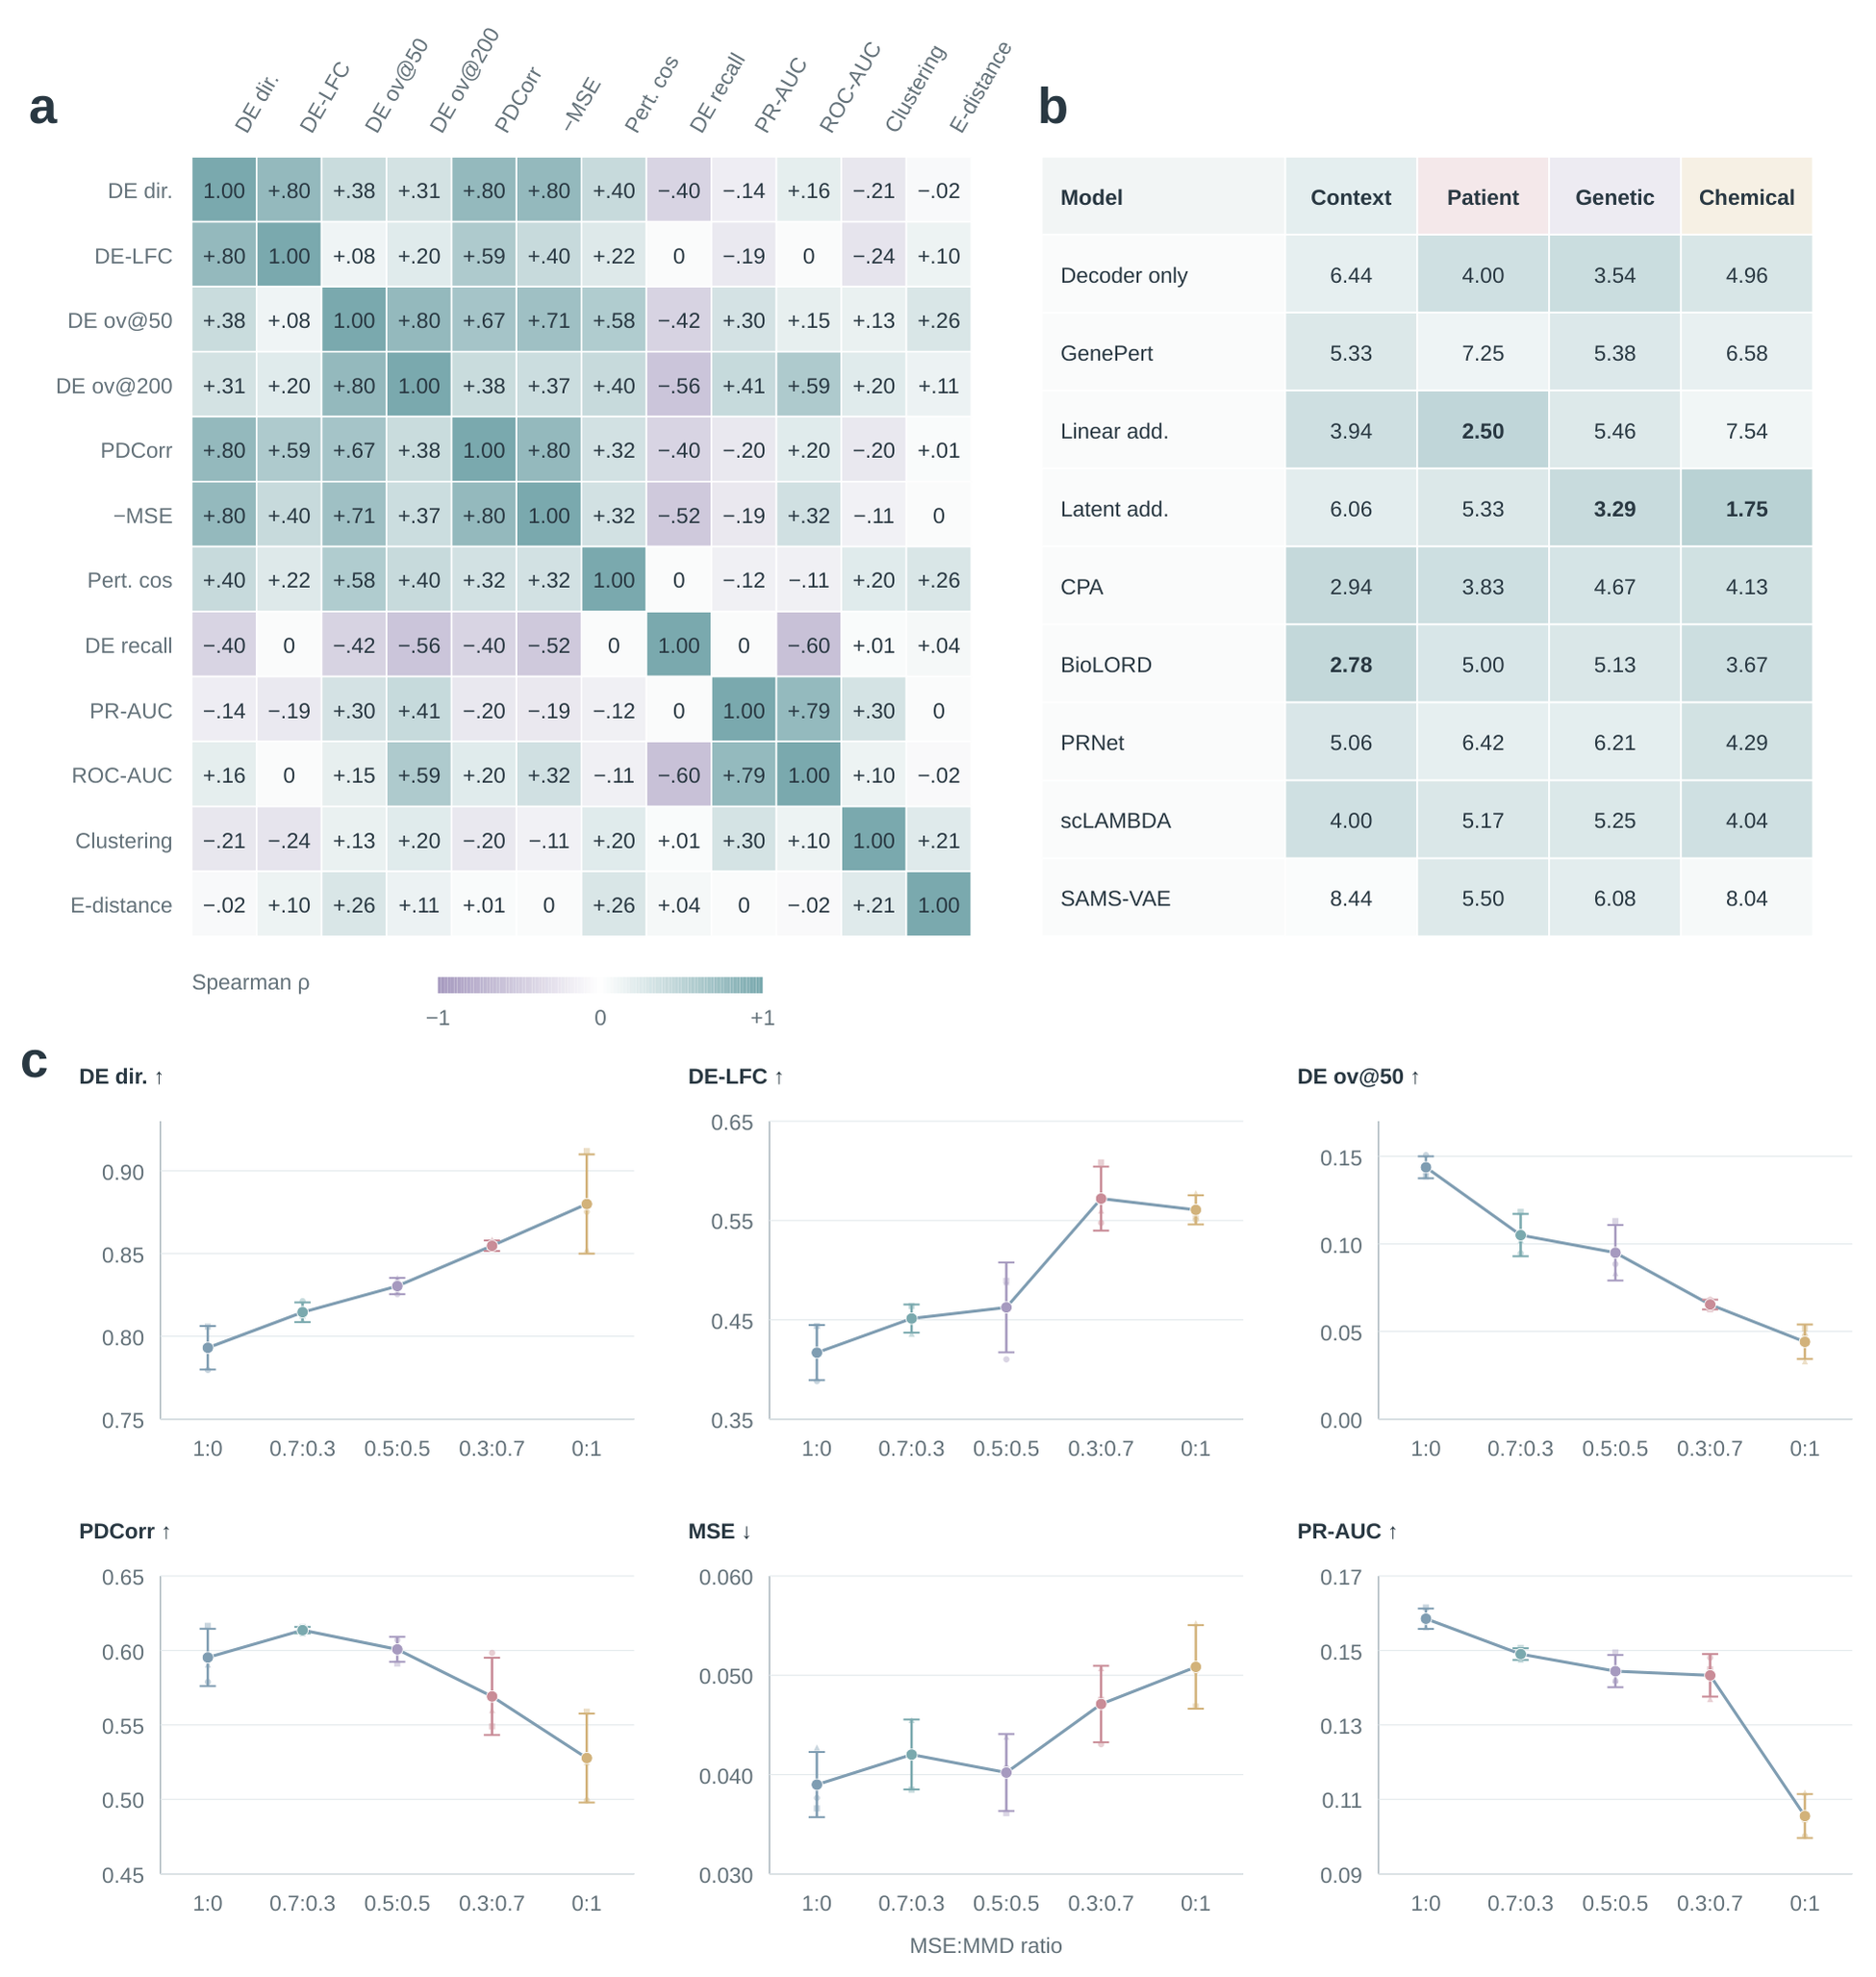 a
DE dir. DE-LFC DE ov@50 DE ov@200 PDCorr −MSE Pert. cos DE recall PR-AUC ROC-AUC Clustering E-distance
DE dir. 1.00 +.80 +.38 +.31 +.80 +.80 +.40 −.40 −.14 +.16 −.21 −.02
DE-LFC +.80 1.00 +.08 +.20 +.59 +.40 +.22 0 −.19 0 −.24 +.10
DE ov@50 +.38 +.08 1.00 +.80 +.67 +.71 +.58 −.42 +.30 +.15 +.13 +.26
DE ov@200 +.31 +.20 +.80 1.00 +.38 +.37 +.40 −.56 +.41 +.59 +.20 +.11
PDCorr +.80 +.59 +.67 +.38 1.00 +.80 +.32 −.40 −.20 +.20 −.20 +.01
−MSE +.80 +.40 +.71 +.37 +.80 1.00 +.32 −.52 −.19 +.32 −.11 0
Pert. cos +.40 +.22 +.58 +.40 +.32 +.32 1.00 0 −.12 −.11 +.20 +.26
DE recall −.40 0 −.42 −.56 −.40 −.52 0 1.00 0 −.60 +.01 +.04
PR-AUC −.14 −.19 +.30 +.41 −.20 −.19 −.12 0 1.00 +.79 +.30 0
ROC-AUC +.16 0 +.15 +.59 +.20 +.32 −.11 −.60 +.79 1.00 +.10 −.02
Clustering −.21 −.24 +.13 +.20 −.20 −.11 +.20 +.01 +.30 +.10 1.00 +.21
E-distance −.02 +.10 +.26 +.11 +.01 0 +.26 +.04 0 −.02 +.21 1.00
Spearman ρ
−1 0 +1
b
Model Context Patient Genetic Chemical
Decoder only 6.44 4.00 3.54 4.96
GenePert 5.33 7.25 5.38 6.58
Linear add. 3.94 2.50 5.46 7.54
Latent add. 6.06 5.33 3.29 1.75
CPA 2.94 3.83 4.67 4.13
BioLORD 2.78 5.00 5.13 3.67
PRNet 5.06 6.42 6.21 4.29
scLAMBDA 4.00 5.17 5.25 4.04
SAMS-VAE 8.44 5.50 6.08 8.04
c
DE dir. ↑
0.90
0.85
0.80
0.75
1:0 0.7:0.3 0.5:0.5 0.3:0.7 0:1
DE-LFC ↑
0.65
0.55
0.45
0.35
1:0 0.7:0.3 0.5:0.5 0.3:0.7 0:1
DE ov@50 ↑
0.15
0.10
0.05
0.00
1:0 0.7:0.3 0.5:0.5 0.3:0.7 0:1
PDCorr ↑
0.65
0.60
0.55
0.50
0.45
1:0 0.7:0.3 0.5:0.5 0.3:0.7 0:1
MSE ↓
0.060
0.050
0.040
0.030
1:0 0.7:0.3 0.5:0.5 0.3:0.7 0:1
PR-AUC ↑
0.17
0.15
0.13
0.11
0.09
1:0 0.7:0.3 0.5:0.5 0.3:0.7 0:1
MSE:MMD ratio